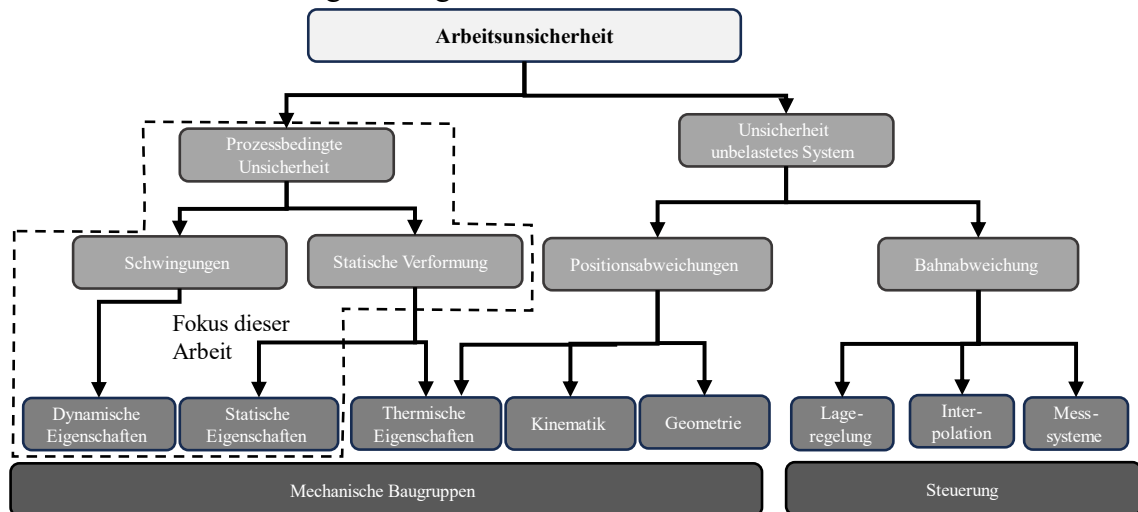 Arbeitsunsicherheit
Prozessbedingte
Unsicherheit
Unsicherheit
unbelastetes System
Schwingungen
Statische Verformung
Positionsabweichungen
Bahnabweichung
Fokus dieser
Arbeit
Dynamische
Eigenschaften
Statische
Eigenschaften
Thermische
Eigenschaften
Kinematik
Geometrie
Lage-
regelung
Inter-
polation
Mess-
systeme
Mechanische Baugruppen
Steuerung